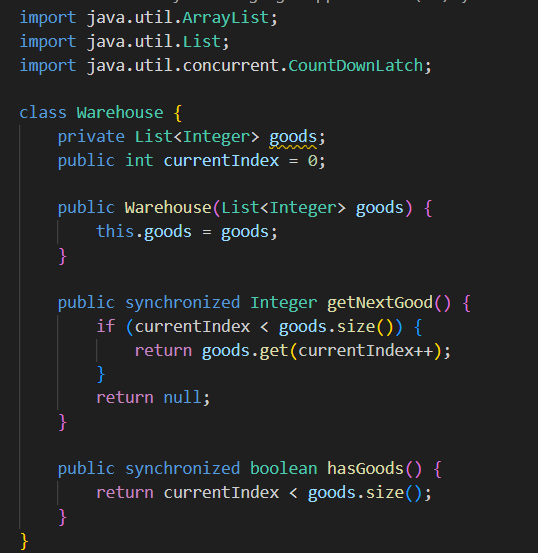 import java.util.ArrayList;
import java.util.List;
import java.util.concurrent.CountDownLatch;

class Warehouse {
    private List<Integer> goods;
    public int currentIndex = 0;

    public Warehouse(List<Integer> goods) {
        this.goods = goods;
    }

    public synchronized Integer getNextGood() {
        if (currentIndex < goods.size()) {
            return goods.get(currentIndex++);
        }
        return null;
    }

    public synchronized boolean hasGoods() {
        return currentIndex < goods.size();
    }
}